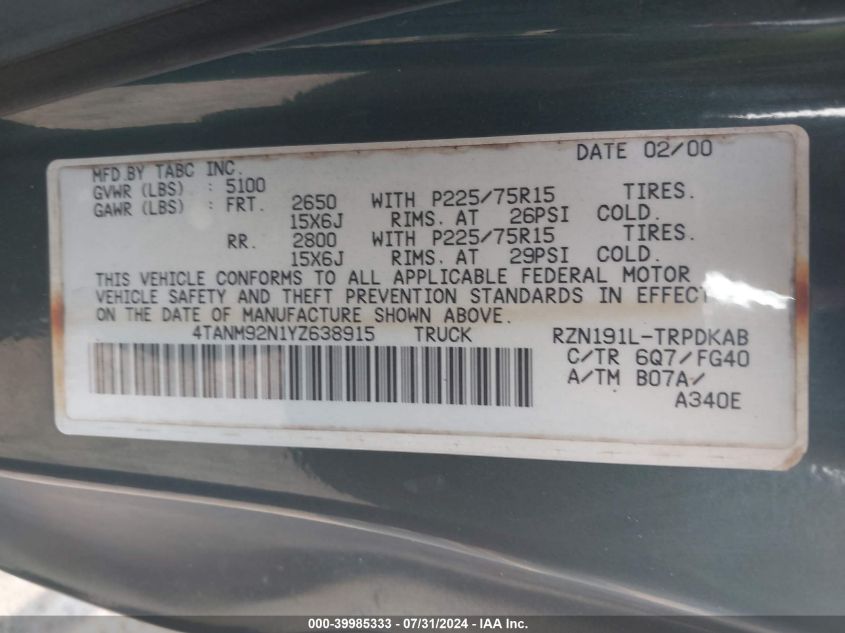 DATE 02/00
MFD.BY TABC INC.
GVWR (LBS) : 5100
GAWR (LBS) : FRT. 2650 WITH P225/75R15 TIRES.
15X6J RIMS. AT 26PSI COLD.
RR. 2800 WITH P225/75R15 TIRES.
15X6J RIMS. AT 29PSI COLD.
THIS VEHICLE CONFORMS TO ALL APPLICABLE FEDERAL MOTOR
VEHICLE SAFETY AND THEFT PREVENTION STANDARDS IN EFFECT
ON THE DATE OF MANUFACTURE SHOWN ABOVE.
4TANM92N1YZ638915 TRUCK RZN191L-TRPDKAB
C/TR 6Q7/FG40
A/TM B07A/
A340E
000-39985333 - 07/31/2024 - IAA Inc.